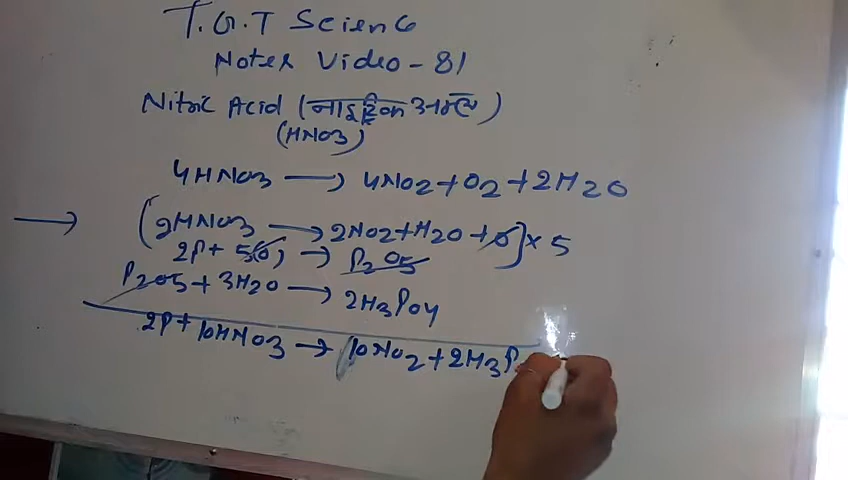 T.G.T Science
Notes Video - 81
Nitric Acid (नाइट्रिक अम्ल)
(HNO3)
4HNO3 → 4NO2 + O2 + 2H2O
→ (2HNO3 → 2NO2 + H2O + O] × 5
2P + 5(O) → P2O5
P2O5 + 3H2O → 2H3PO4
2P + 10HNO3 → 10NO2 + 2H3P